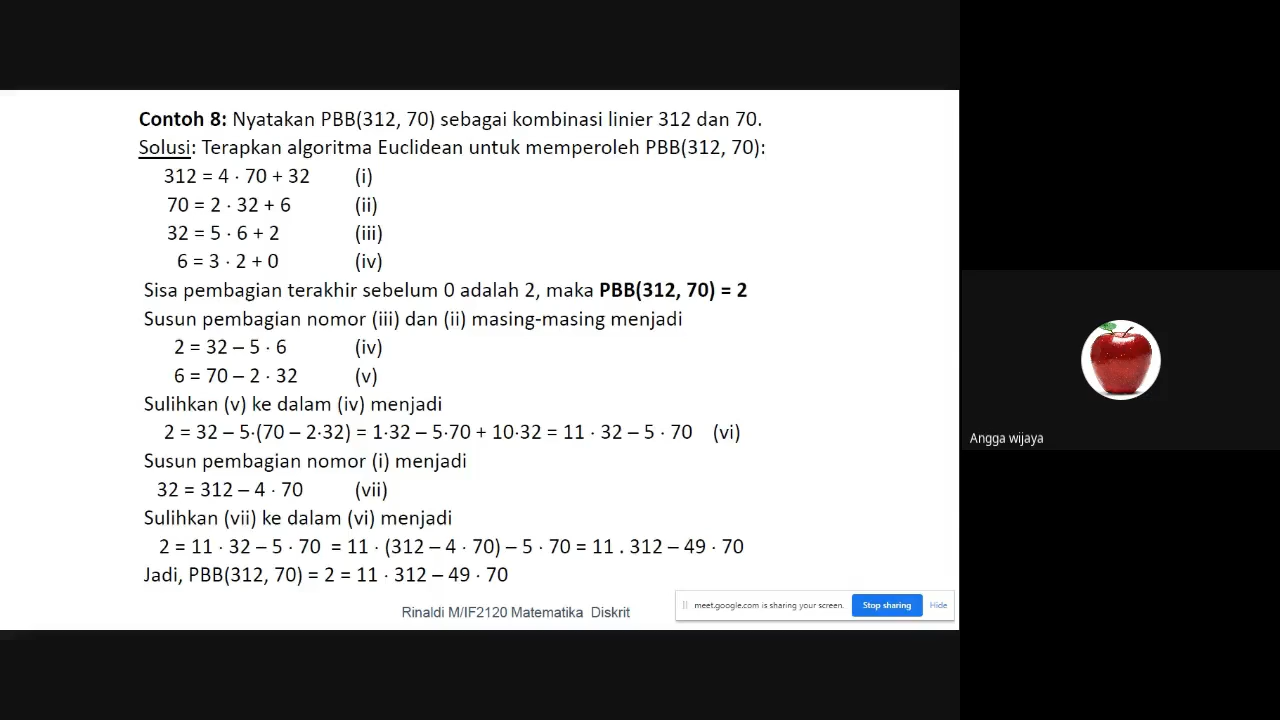 Contoh 8: Nyatakan PBB(312, 70) sebagai kombinasi linier 312 dan 70.
Solusi: Terapkan algoritma Euclidean untuk memperoleh PBB(312, 70):
312 = 4 · 70 + 32 (i)
70 = 2 · 32 + 6 (ii)
32 = 5 · 6 + 2 (iii)
6 = 3 · 2 + 0 (iv)
Sisa pembagian terakhir sebelum 0 adalah 2, maka PBB(312, 70) = 2
Susun pembagian nomor (iii) dan (ii) masing-masing menjadi
2 = 32 – 5 · 6 (iv)
6 = 70 – 2 · 32 (v)
Sulihkan (v) ke dalam (iv) menjadi
2 = 32 – 5·(70 – 2·32) = 1·32 – 5·70 + 10·32 = 11 · 32 – 5 · 70 (vi)
Susun pembagian nomor (i) menjadi
32 = 312 – 4 · 70 (vii)
Sulihkan (vii) ke dalam (vi) menjadi
2 = 11 · 32 – 5 · 70 = 11 · (312 – 4 · 70) – 5 · 70 = 11 . 312 – 49 · 70
Jadi, PBB(312, 70) = 2 = 11 · 312 – 49 · 70
Rinaldi M/IF2120 Matematika Diskrit
meet.google.com is sharing your screen. Stop sharing Hide
Angga wijaya